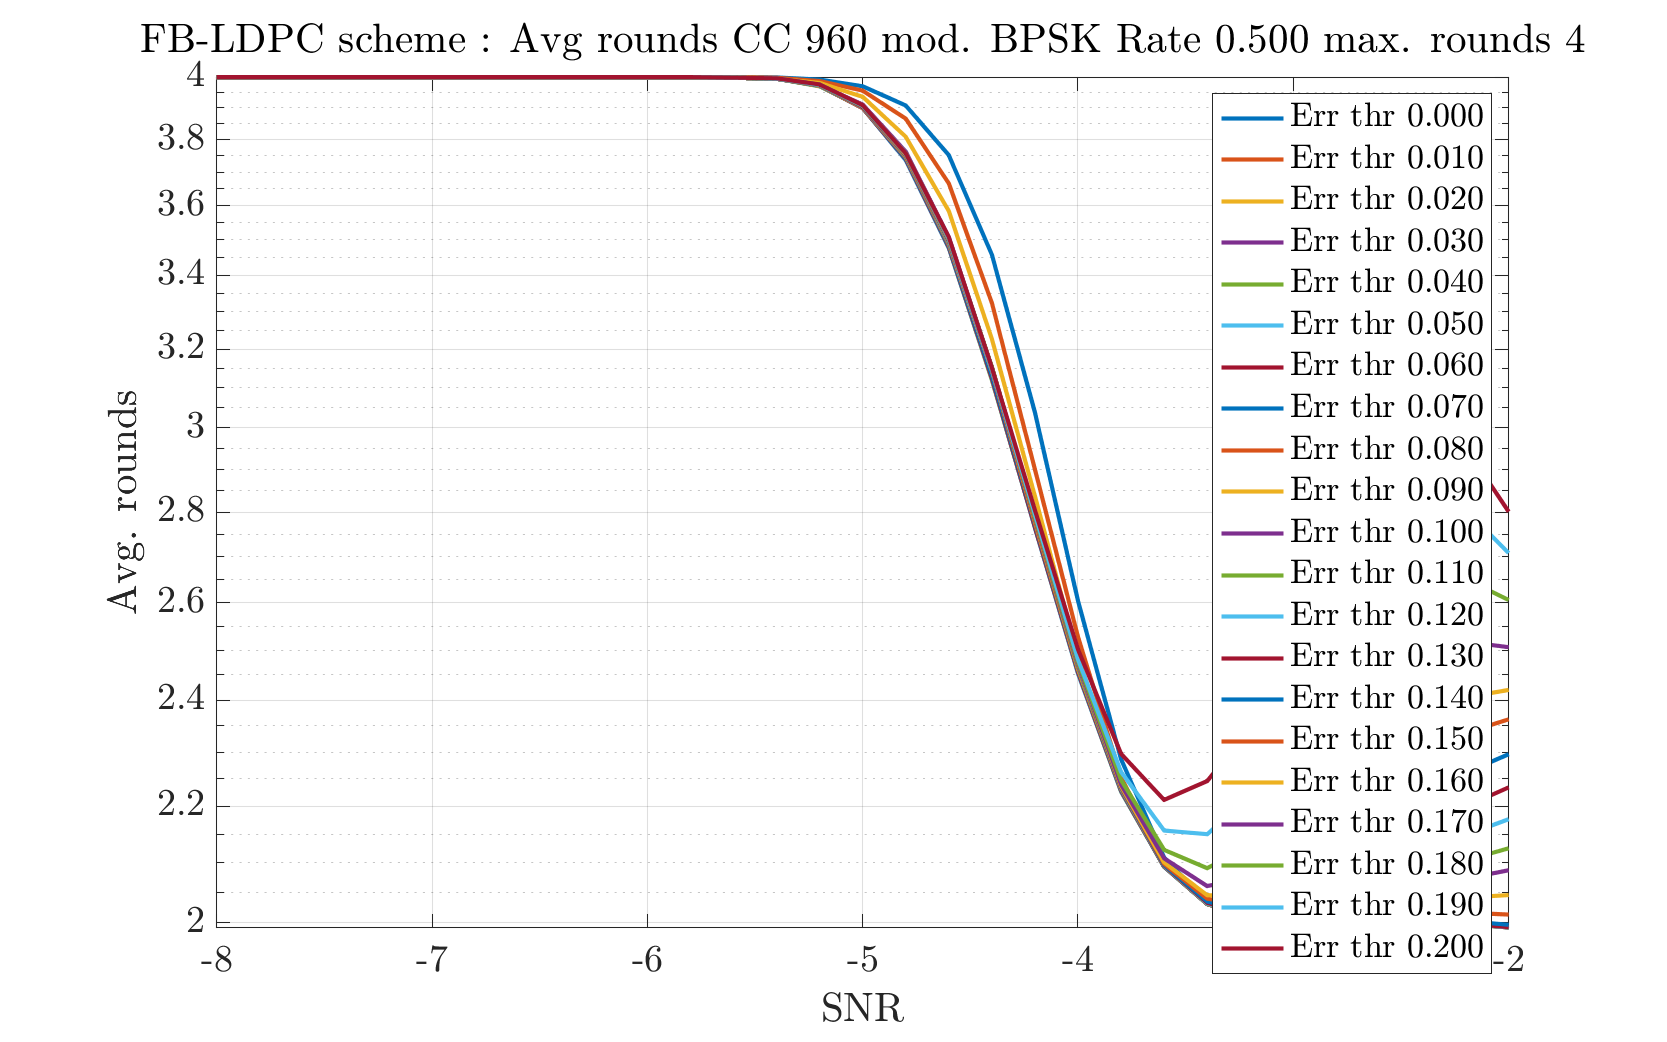 FB-LDPC scheme : Avg rounds CC 960 mod. BPSK Rate 0.500 max. rounds 4
4
3.8
3.6
3.4
3.2
3
2.8
2.6
2.4
2.2
2
Avg. rounds
-8
-7
-6
-5
-4
-2
SNR
Err thr 0.000
Err thr 0.010
Err thr 0.020
Err thr 0.030
Err thr 0.040
Err thr 0.050
Err thr 0.060
Err thr 0.070
Err thr 0.080
Err thr 0.090
Err thr 0.100
Err thr 0.110
Err thr 0.120
Err thr 0.130
Err thr 0.140
Err thr 0.150
Err thr 0.160
Err thr 0.170
Err thr 0.180
Err thr 0.190
Err thr 0.200